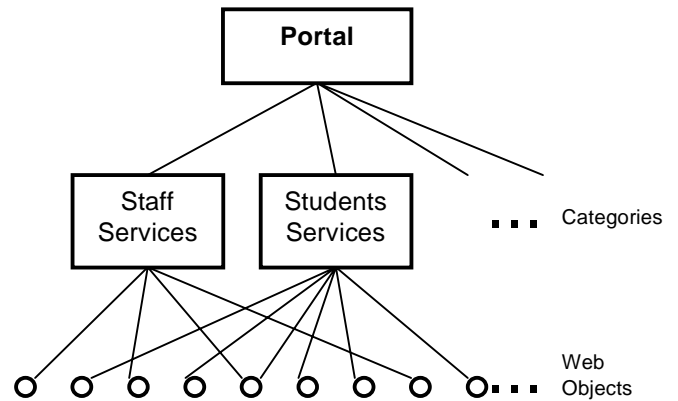 Portal
Staff
Services
Students
Services
Categories
Web
Objects